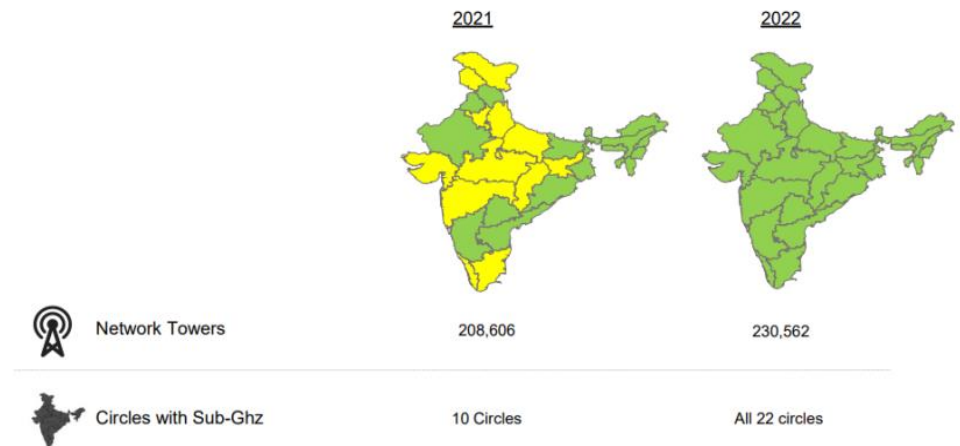 2021 2022
Network Towers 208,606 230,562
Circles with Sub-Ghz 10 Circles All 22 circles